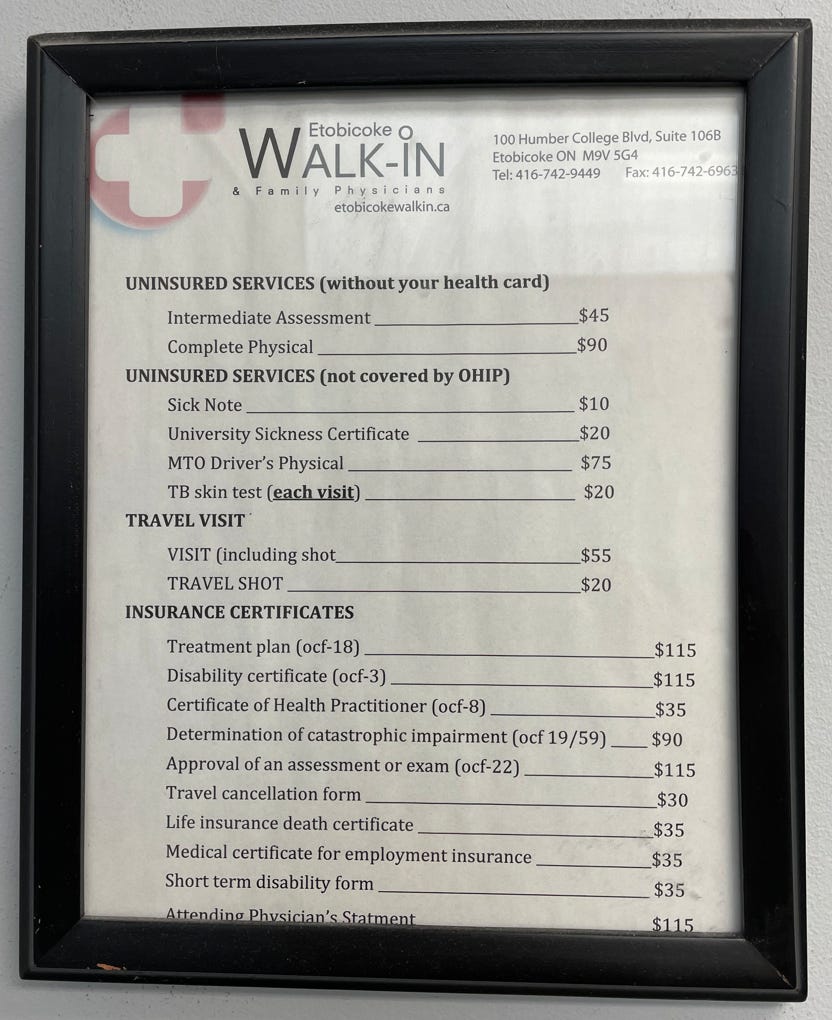 Etobicoke
WALK-IN
& Family Physicians
etobicokewalkin.ca
100 Humber College Blvd, Suite 106B
Etobicoke ON M9V 5G4
Tel: 416-742-9449 Fax: 416-742-6963
UNINSURED SERVICES (without your health card)
Intermediate Assessment $45
Complete Physical $90
UNINSURED SERVICES (not covered by OHIP)
Sick Note $10
University Sickness Certificate $20
MTO Driver's Physical $75
TB skin test (each visit) $20
TRAVEL VISIT
VISIT (including shot $55
TRAVEL SHOT $20
INSURANCE CERTIFICATES
Treatment plan (ocf-18) $115
Disability certificate (ocf-3) $115
Certificate of Health Practitioner (ocf-8) $35
Determination of catastrophic impairment (ocf 19/59) $90
Approval of an assessment or exam (ocf-22) $115
Travel cancellation form $30
Life insurance death certificate $35
Medical certificate for employment insurance $35
Short term disability form $35
Attending Physician's Statment $115